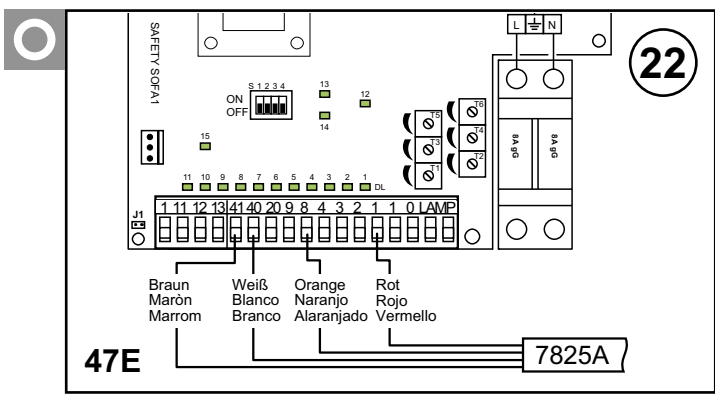 O
22
L N
SAFETY SOFA1
S 1 2 3 4
ON
OFF
13
12
14
15
T5
T6
T3
T4
T1
T2
8A gG
8A gG
11 10 9 8 7 6 5 4 3 2 1 DL
J1
1 11 12 13 41 40 20 9 8 4 3 2 1 1 0 LAMP
Braun
Maròn
Marrom
Weiß
Blanco
Branco
Orange
Naranjo
Alaranjado
Rot
Rojo
Vermello
47E
7825A